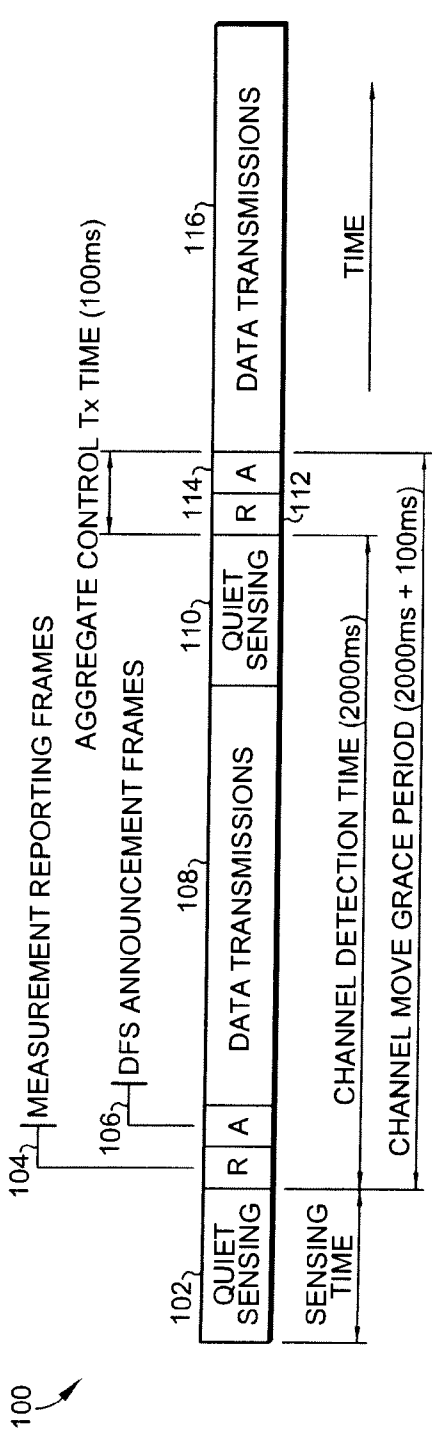 100
104
MEASUREMENT REPORTING FRAMES
AGGREGATE CONTROL Tx TIME (100ms)
106
DFS ANNOUNCEMENT FRAMES
102
108
110
114
116
QUIET
SENSING
R
A
DATA TRANSMISSIONS
QUIET
SENSING
R
A
DATA TRANSMISSIONS
112
SENSING
TIME
CHANNEL DETECTION TIME (2000ms)
TIME
CHANNEL MOVE GRACE PERIOD (2000ms + 100ms)